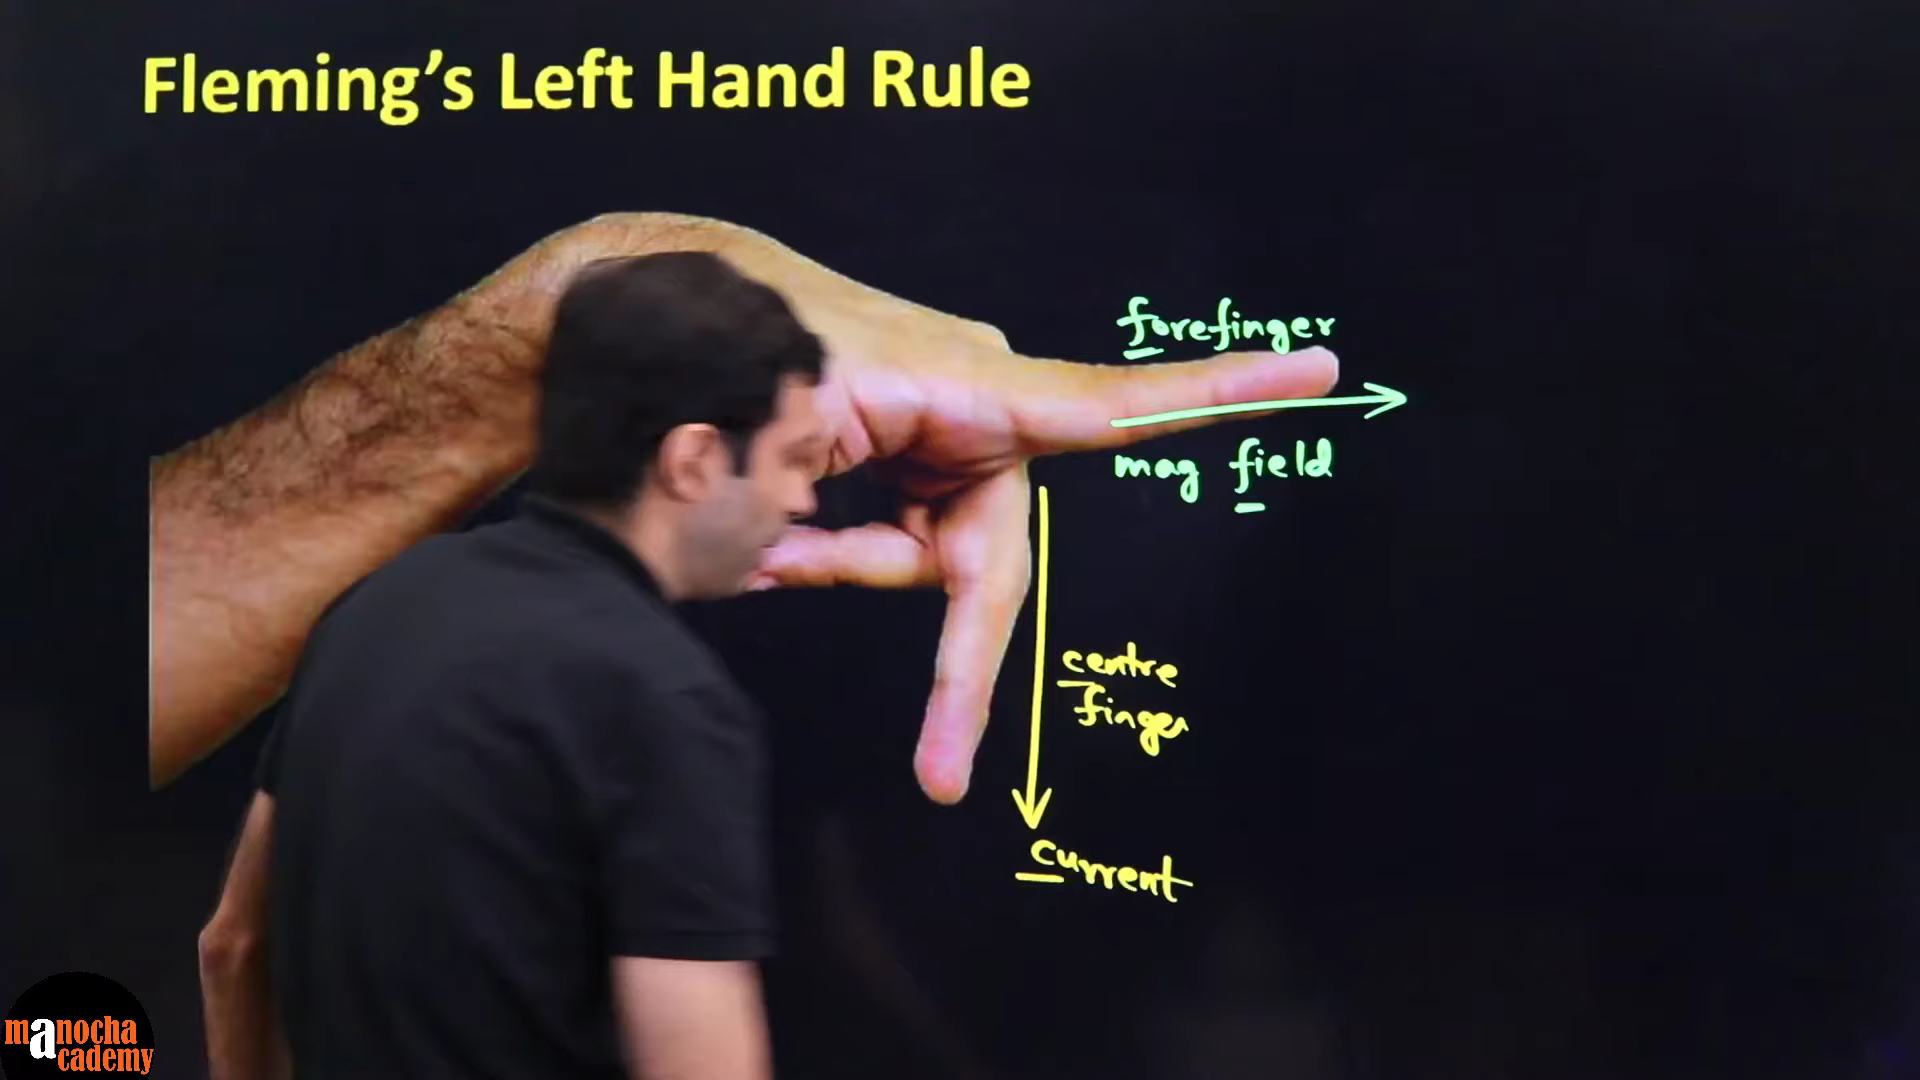 Fleming's Left Hand Rule
forefinger
mag field
centre
finger
current
manocha
academy